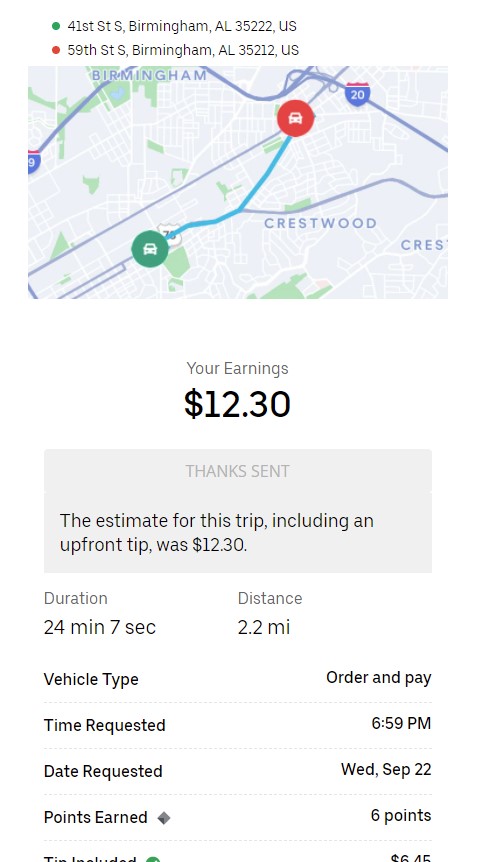 41st St S, Birmingham, AL 35222, US
59th St S, Birmingham, AL 35212, US
BIRMINGHAM
20
9
CRESTWOOD
78
CREST
Your Earnings
$12.30
THANKS SENT
The estimate for this trip, including an
upfront tip, was $12.30.
Duration
Distance
24 min 7 sec
2.2 mi
Vehicle Type
Order and pay
Time Requested
6:59 PM
Date Requested
Wed, Sep 22
Points Earned
6 points
Tip Included
$6.45